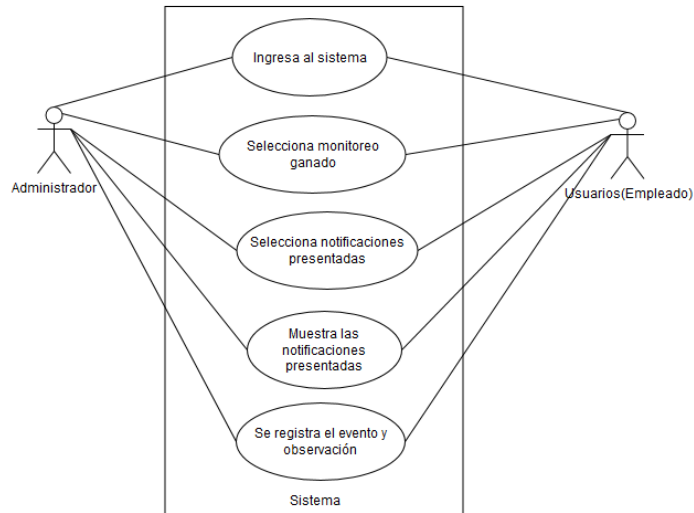 Ingresa al sistema
Selecciona monitoreo
ganado
Administrador
Usuarios(Empleado)
Selecciona notificaciones
presentadas
Muestra las
notificaciones
presentadas
Se registra el evento y
observación
Sistema